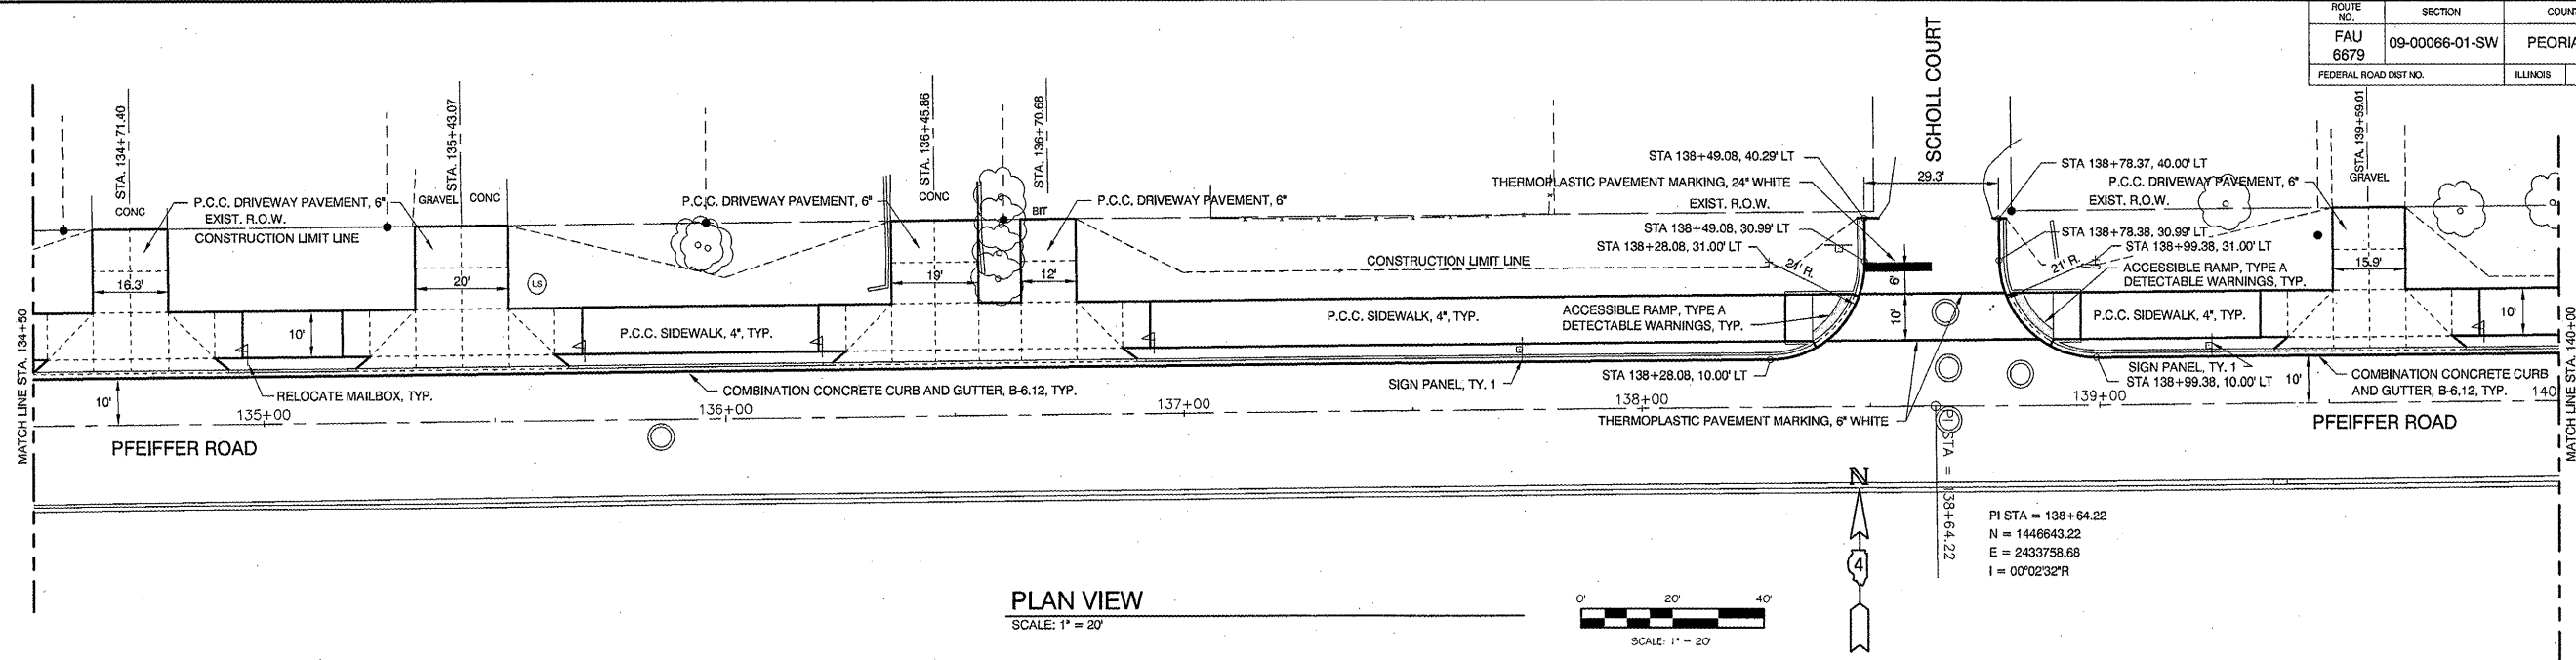 ROUTE NO.
SECTION
FAU 6679
09-00066-01-SW
PEORIA
FEDERAL ROAD DIST NO.
ILLINOIS
SCHOLL COURT
STA. 134+71.40
STA. 135+43.07
STA. 136+45.86
STA. 136+70.68
STA. 139+59.01
CONC
P.C.C. DRIVEWAY PAVEMENT, 6"
EXIST. R.O.W.
CONSTRUCTION LIMIT LINE
GRAVEL
CONC
P.C.C. DRIVEWAY PAVEMENT, 6"
CONC
BIT
P.C.C. DRIVEWAY PAVEMENT, 6"
STA 138+49.08, 40.29' LT
THERMOPLASTIC PAVEMENT MARKING, 24" WHITE
EXIST. R.O.W.
STA 138+49.08, 30.99' LT
STA 138+28.08, 31.00' LT
CONSTRUCTION LIMIT LINE
29.3'
STA 138+78.37, 40.00' LT
P.C.C. DRIVEWAY PAVEMENT, 6"
GRAVEL
EXIST. R.O.W.
STA 138+78.38, 30.99' LT
STA 138+99.38, 31.00' LT
21' R.
21' R.
6'
10'
ACCESSIBLE RAMP, TYPE A
DETECTABLE WARNINGS, TYP.
16.3'
20'
LS
19'
12'
15.9'
10'
P.C.C. SIDEWALK, 4", TYP.
P.C.C. SIDEWALK, 4", TYP.
ACCESSIBLE RAMP, TYPE A
DETECTABLE WARNINGS, TYP.
P.C.C. SIDEWALK, 4", TYP.
10'
MATCH LINE STA. 134+50
MATCH LINE STA. 140+00
10'
RELOCATE MAILBOX, TYP.
COMBINATION CONCRETE CURB AND GUTTER, B-6.12, TYP.
SIGN PANEL, TY. 1
STA 138+28.08, 10.00' LT
SIGN PANEL, TY. 1
STA 138+99.38, 10.00' LT
10'
COMBINATION CONCRETE CURB
AND GUTTER, B-6.12, TYP.
135+00
136+00
137+00
138+00
139+00
140
THERMOPLASTIC PAVEMENT MARKING, 6" WHITE
PFEIFFER ROAD
PFEIFFER ROAD
PI STA = 138+64.22
N
4
PI STA = 138+64.22
N = 1446643.22
E = 2433758.68
I = 00°02'32"R
PLAN VIEW
SCALE: 1" = 20'
0' 20' 40'
SCALE: 1" = 20'